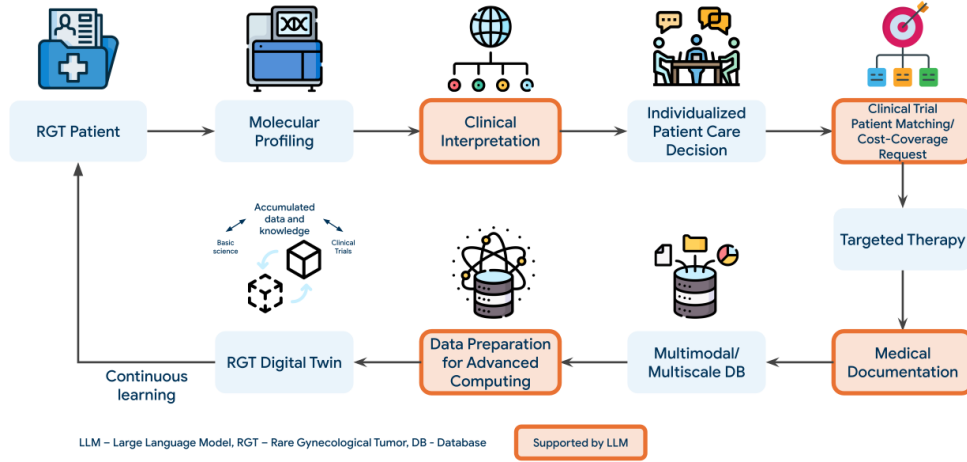 RGT Patient
Molecular
Profiling
Clinical
Interpretation
Individualized
Patient Care
Decision
Clinical Trial
Patient Matching/
Cost-Coverage
Request
Targeted Therapy
Accumulated
data and
knowledge
Basic
science
Clinical
Trials
RGT Digital Twin
Data Preparation
for Advanced
Computing
Multimodal/
Multiscale DB
Medical
Documentation
Continuous
learning
LLM – Large Language Model, RGT – Rare Gynecological Tumor, DB - Database
Supported by LLM